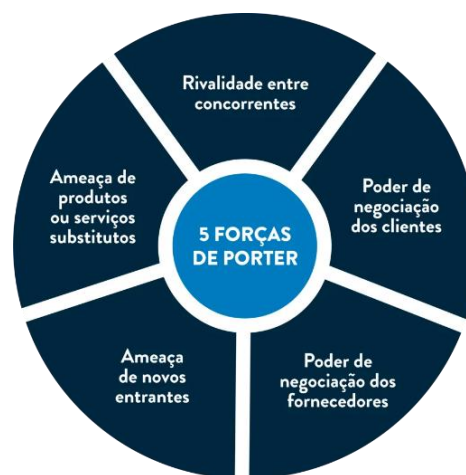 Rivalidade entre
concorrentes
Poder de
negociação
dos clientes
Poder de
negociação dos
fornecedores
Ameaça
de novos
entrantes
Ameaça de
produtos
ou serviços
substitutos
5 FORÇAS
DE PORTER